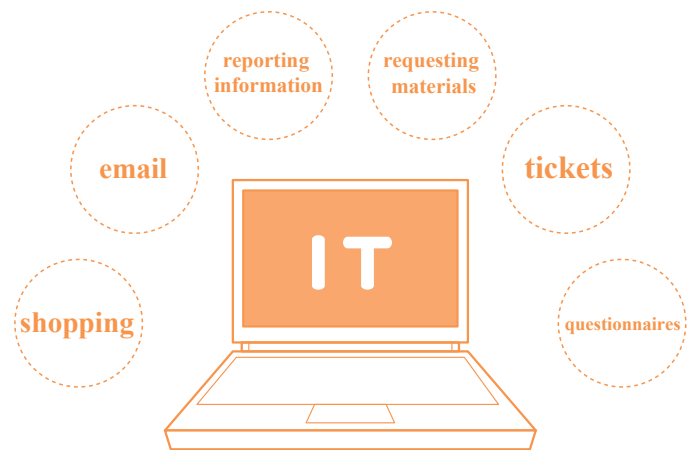 reporting
information
requesting
materials
email
tickets
IT
shopping
questionnaires